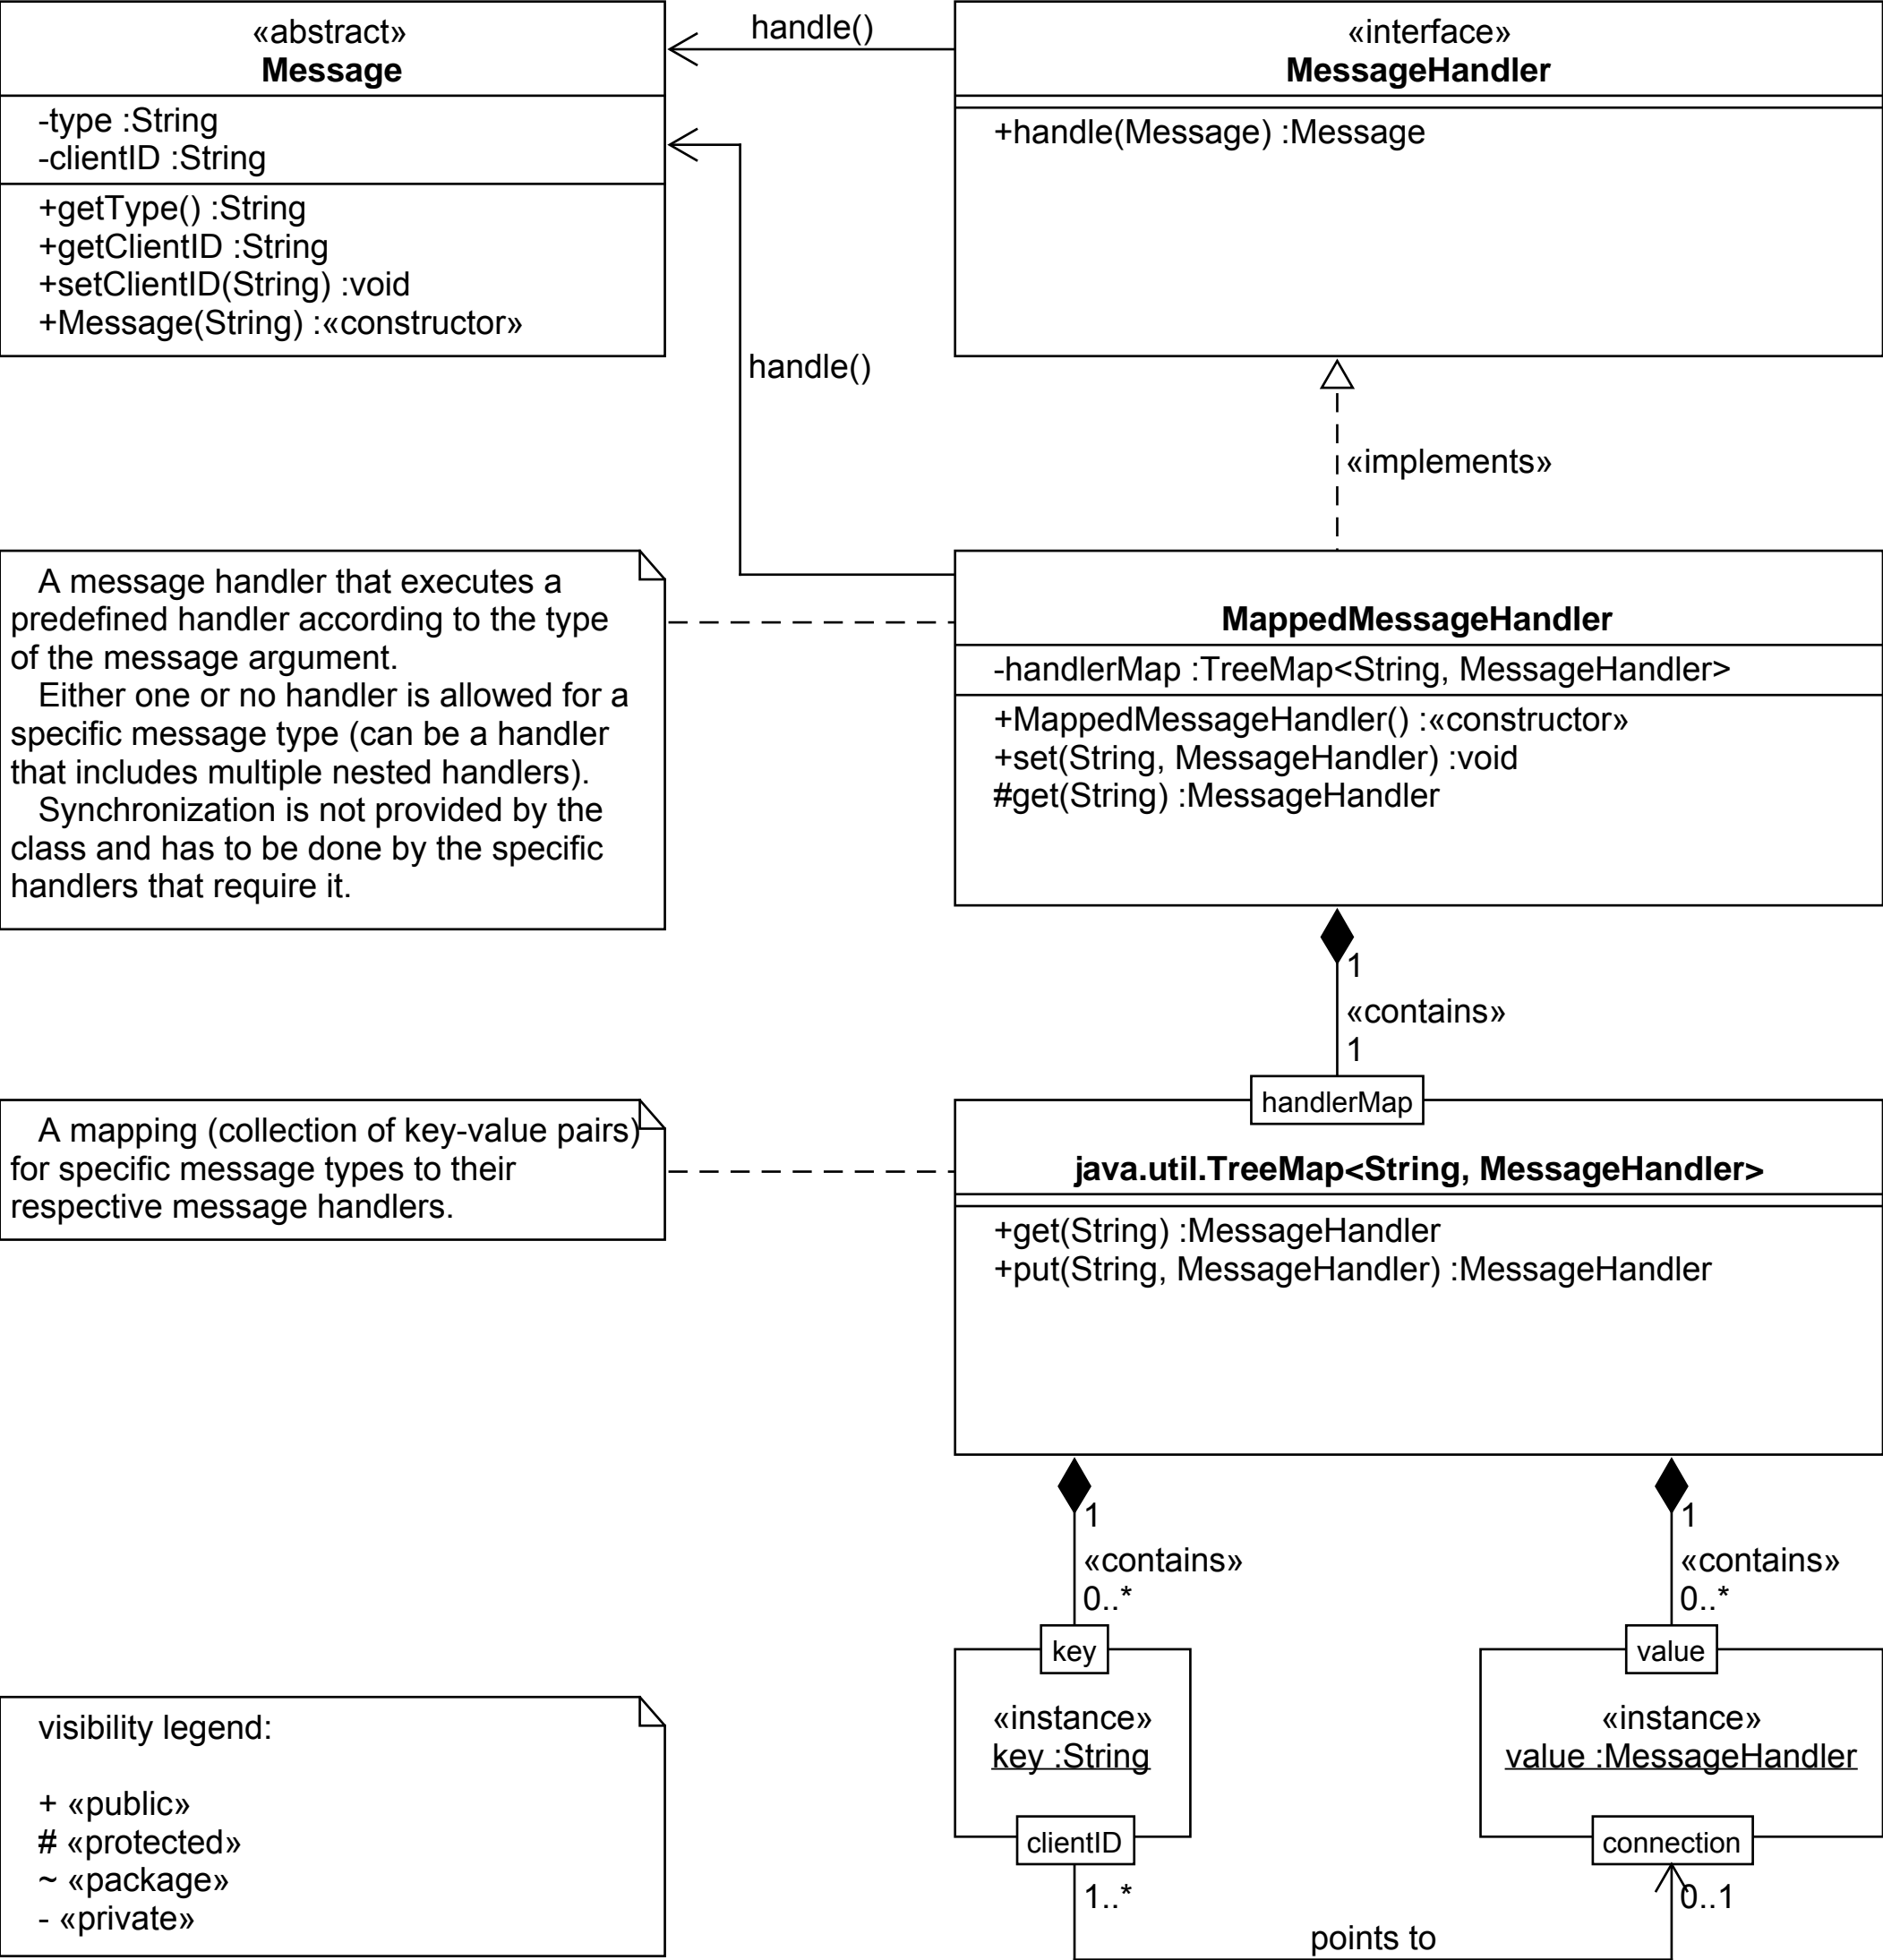 «abstract»
Message
-type :String
-clientID :String
+getType() :String
+getClientID :String
+setClientID(String) :void
+Message(String) :«constructor»
handle()
«interface»
MessageHandler
+handle(Message) :Message
handle()
«implements»
A message handler that executes a
predefined handler according to the type
of the message argument.
Either one or no handler is allowed for a
specific message type (can be a handler
that includes multiple nested handlers).
Synchronization is not provided by the
class and has to be done by the specific
handlers that require it.
MappedMessageHandler
-handlerMap :TreeMap<String, MessageHandler>
+MappedMessageHandler() :«constructor»
+set(String, MessageHandler) :void
#get(String) :MessageHandler
1
«contains»
1
handlerMap
A mapping (collection of key-value pairs)
for specific message types to their
respective message handlers.
java.util.TreeMap<String, MessageHandler>
+get(String) :MessageHandler
+put(String, MessageHandler) :MessageHandler
1
«contains»
0..*
key
«instance»
key :String
clientID
1..*
1
«contains»
0..*
value
«instance»
value :MessageHandler
connection
0..1
points to
visibility legend:
+ «public»
# «protected»
~ «package»
- «private»